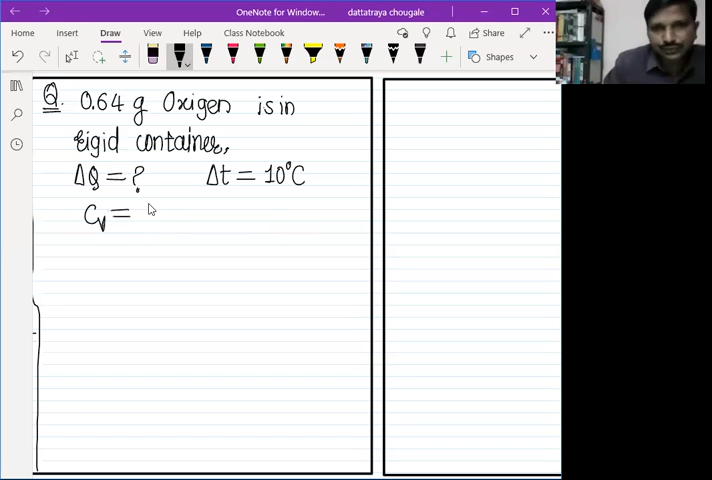 OneNote for Window...
dattatraya chougale
Home Insert Draw View Help Class Notebook Share
Shapes
Q. 0.64 g Oxigen is in
rigid container.
ΔQ = ? Δt = 10°C
Cv =